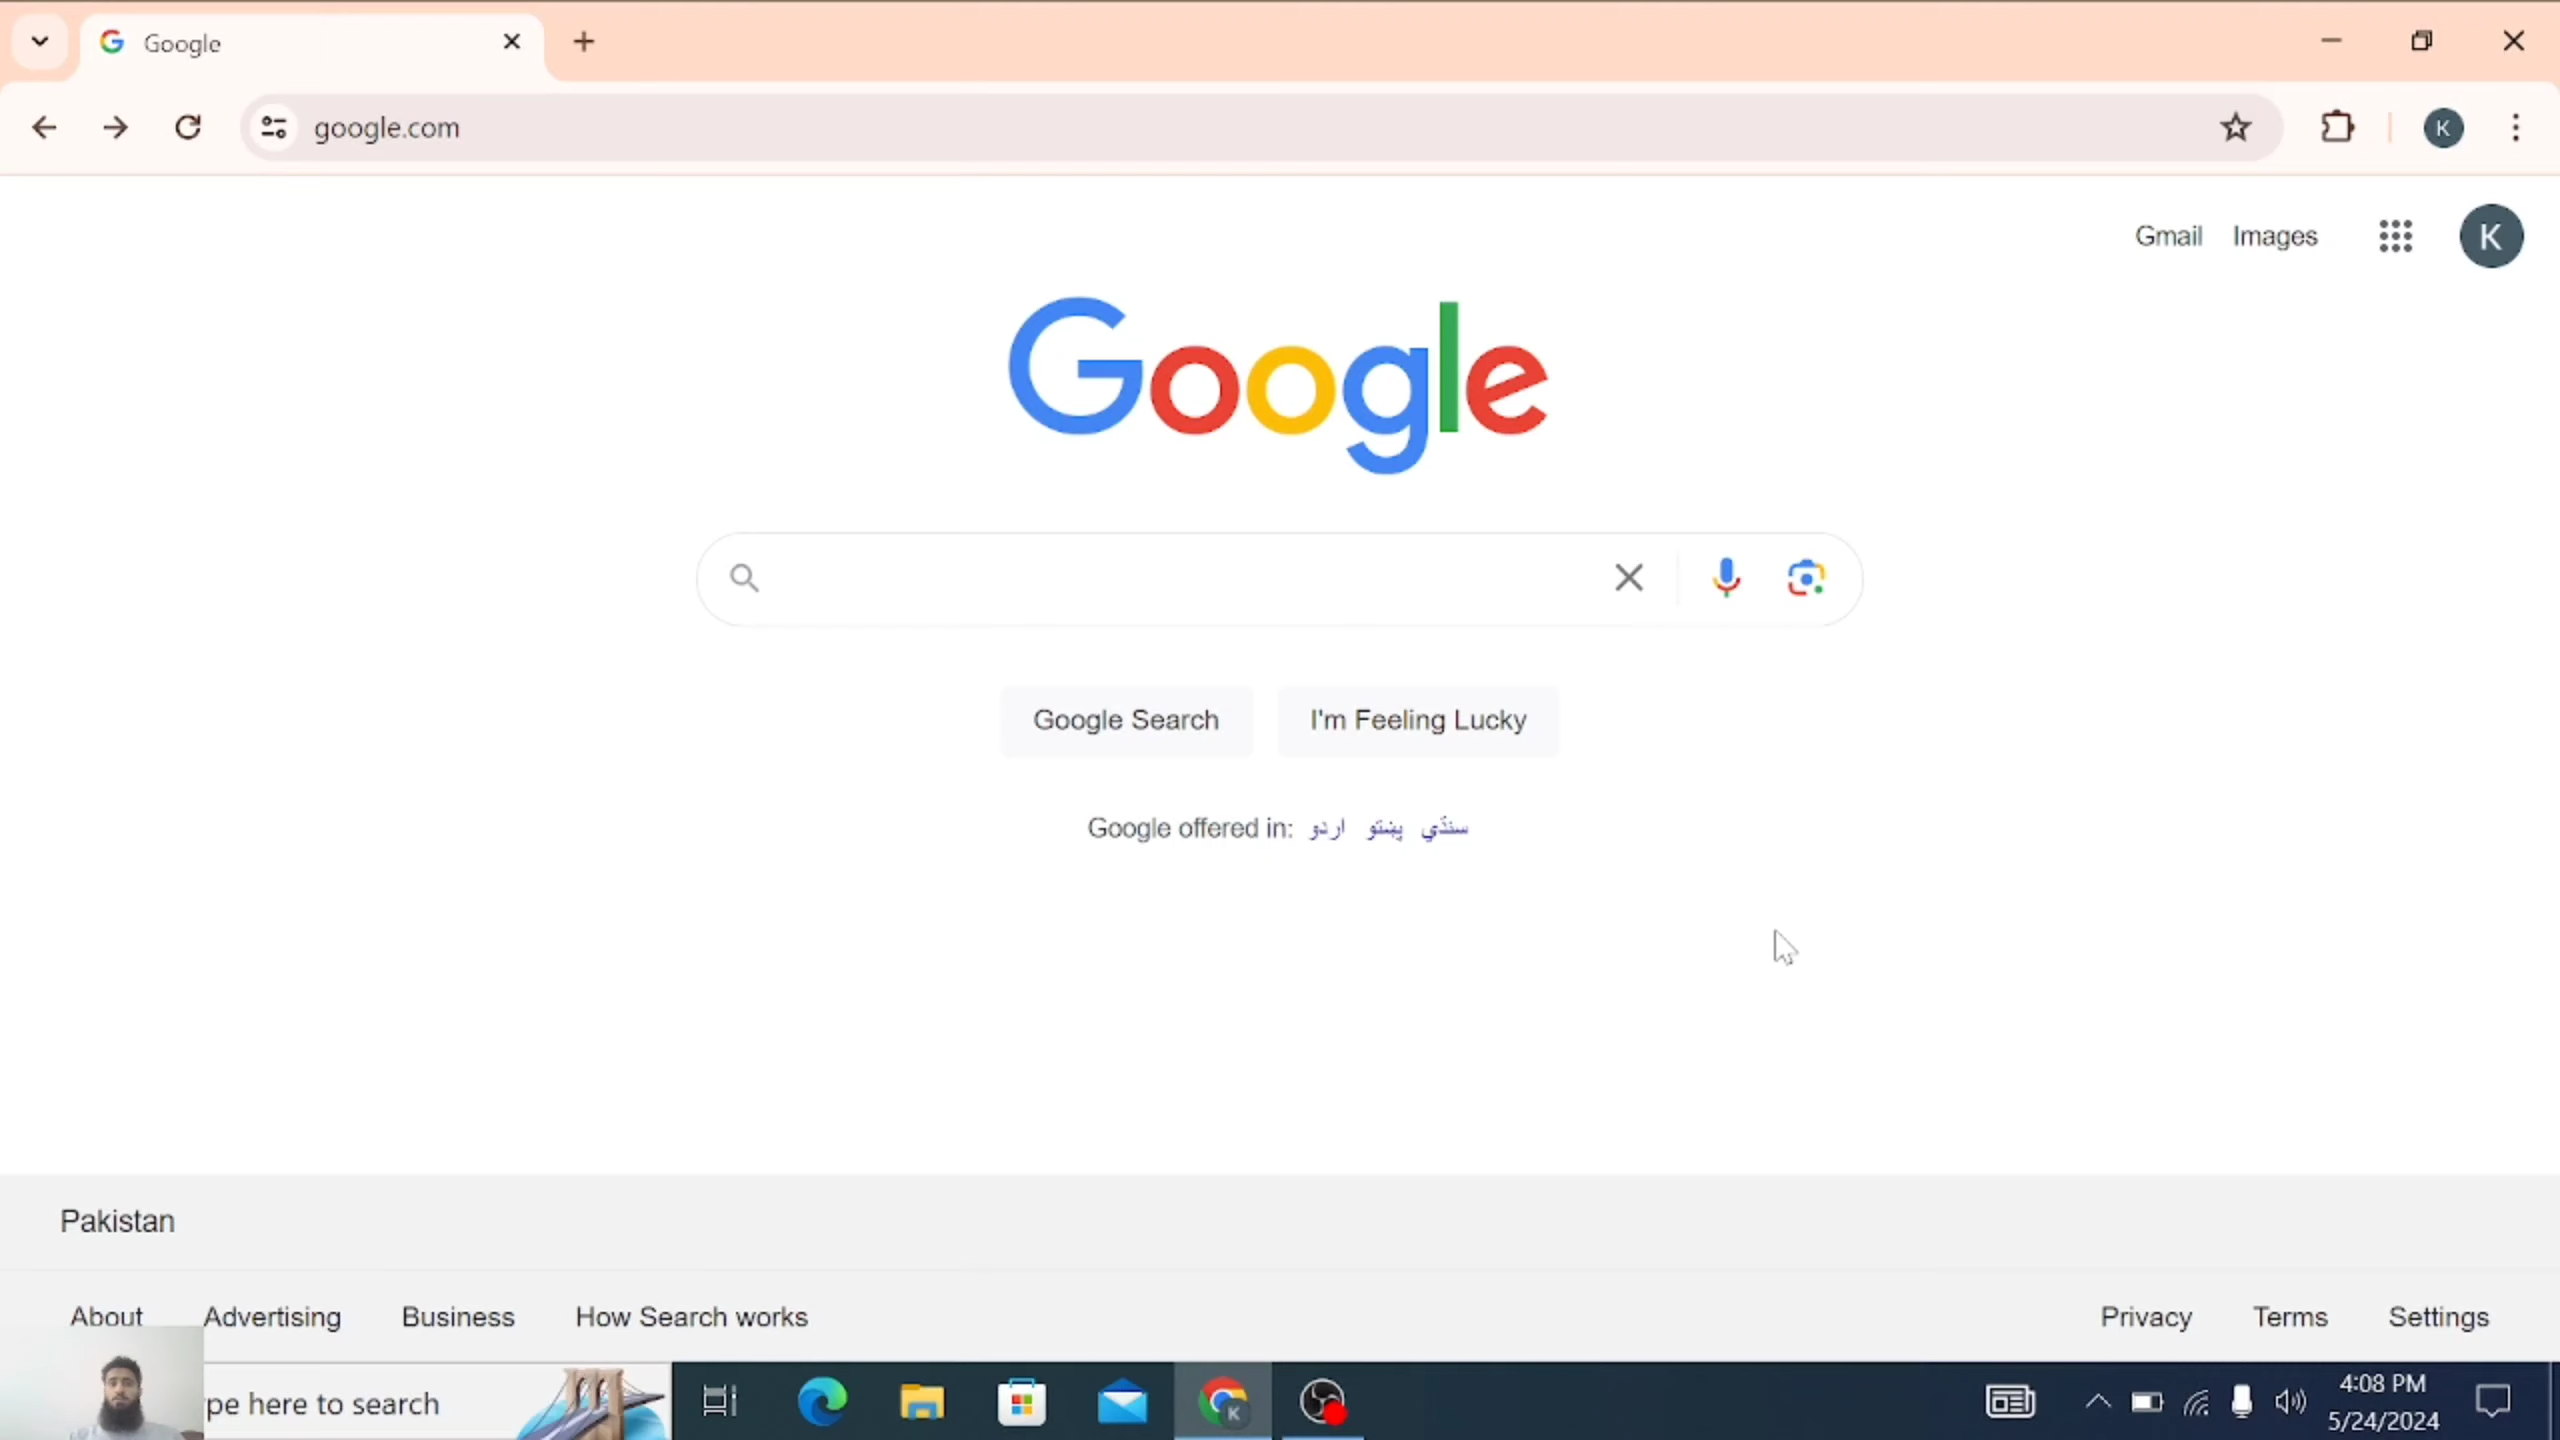 Google
google.com
K
Gmail Images
K
Google
Google Search I'm Feeling Lucky
Google offered in: اردو پښتو سنڌي
Pakistan
About Advertising Business How Search works Privacy Terms Settings
pe here to search
K
4:08 PM
5/24/2024